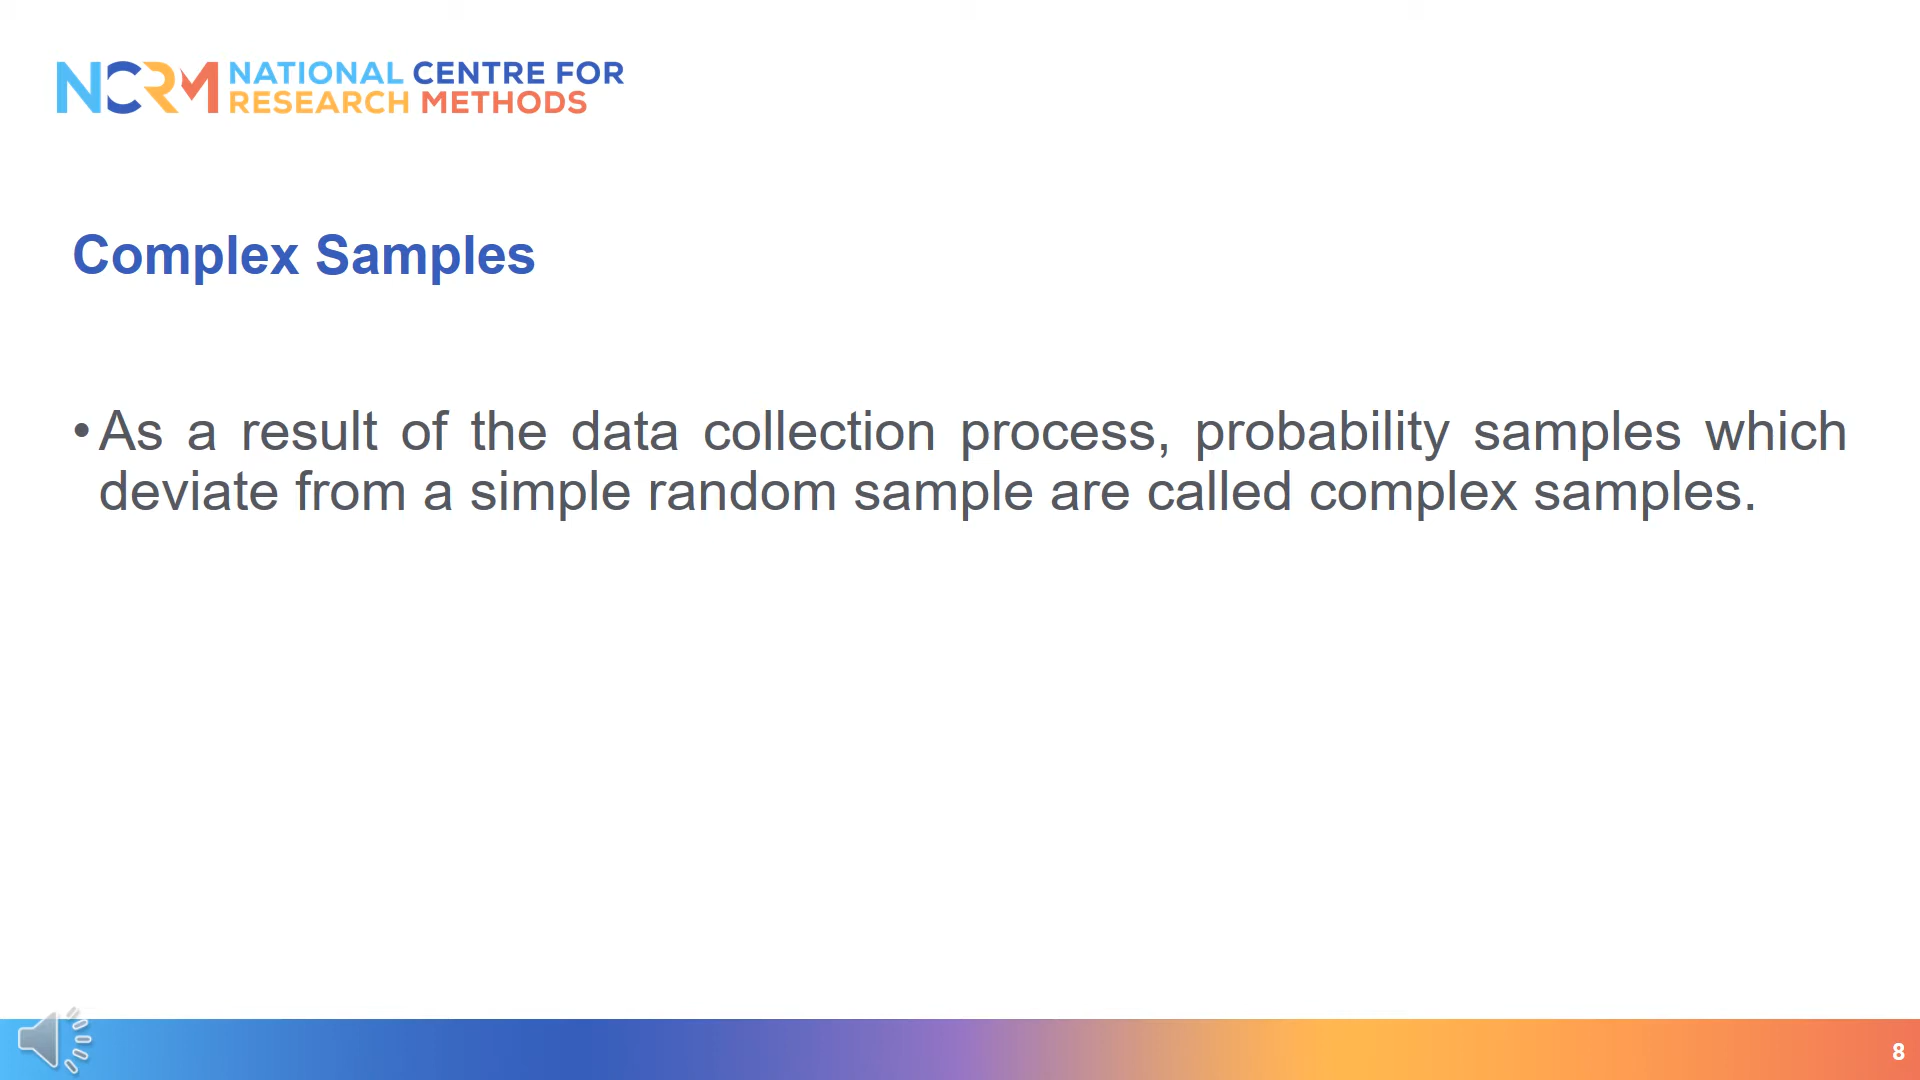 NCRM NATIONAL CENTRE FOR
RESEARCH METHODS
Complex Samples
• As a result of the data collection process, probability samples which
deviate from a simple random sample are called complex samples.
8